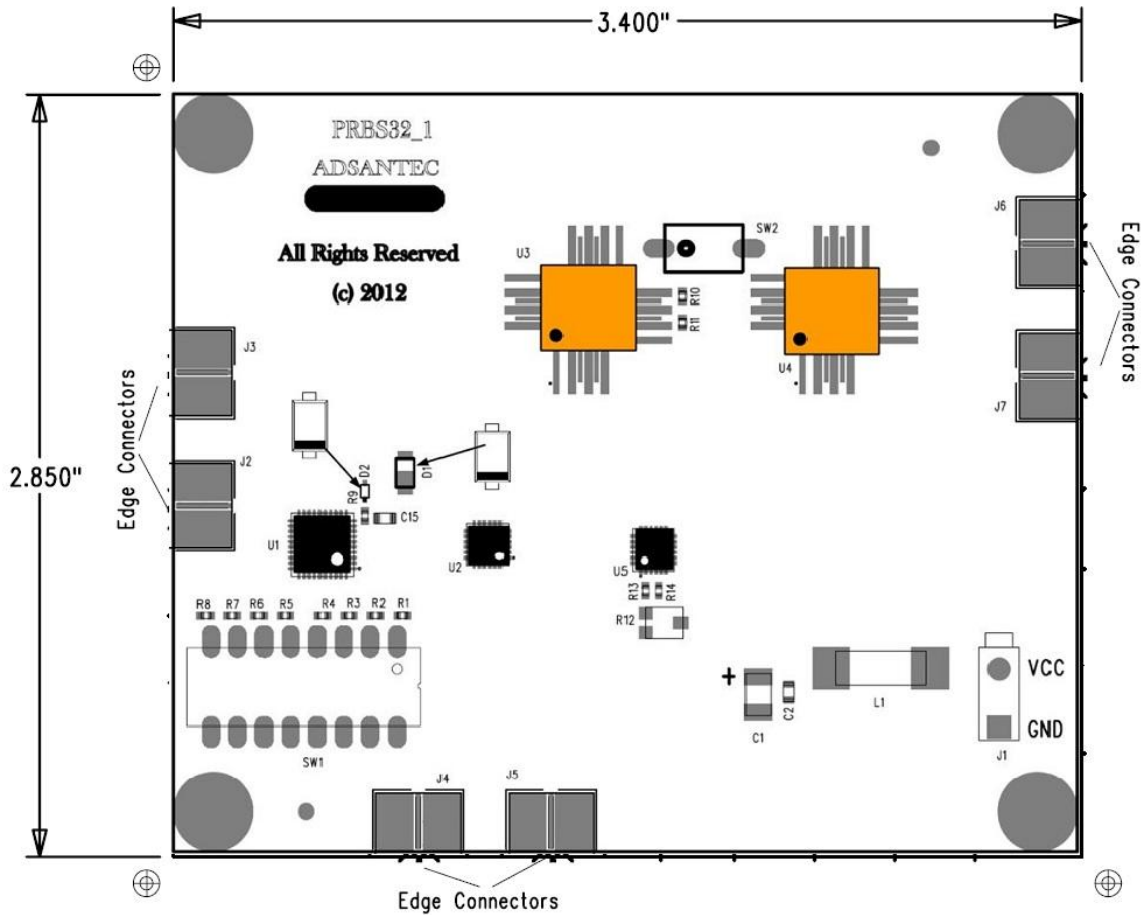 3.400"
PRBS32_1
ADSANTEC
All Rights Reserved
(c) 2012
U3
SW2
R10
R11
U4
J6
J7
Edge Connectors
2.850"
J3
J2
Edge Connectors
D2
D1
R9
C15
U1
U2
U5
R13
R14
R12
R8 R7 R6 R5 R4 R3 R2 R1
SW1
+
C1
C2
L1
VCC
GND
J1
J4
J5
Edge Connectors